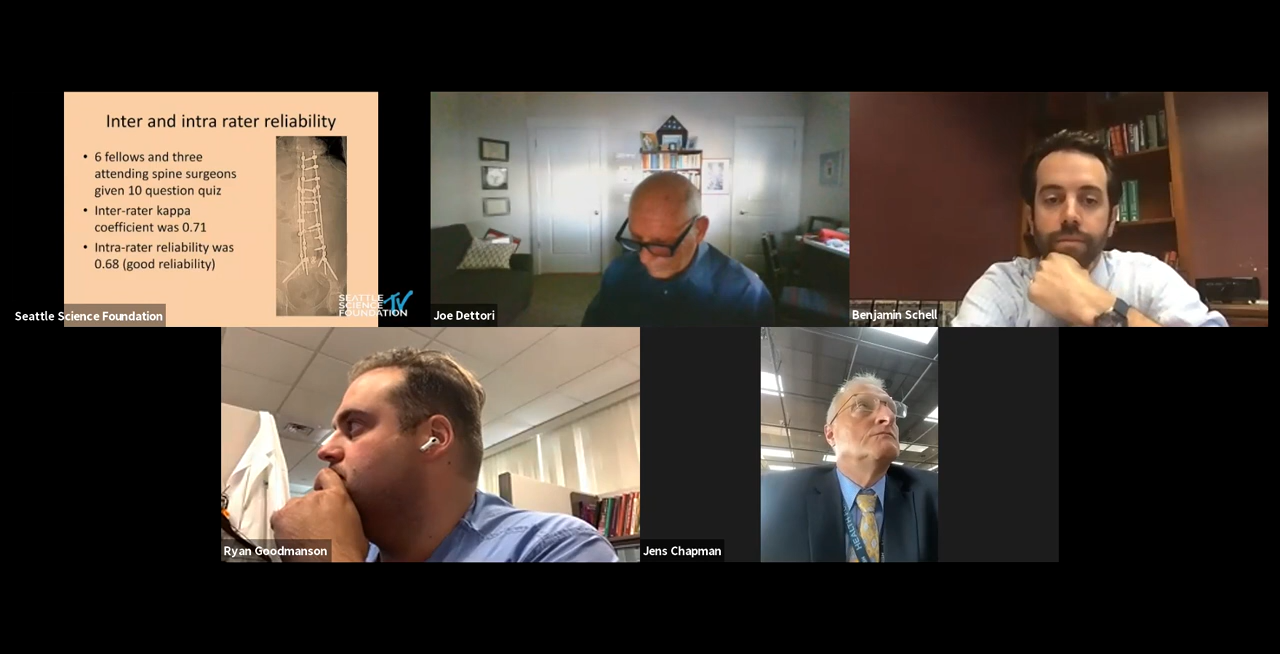 Inter and intra rater reliability
• 6 fellows and three
attending spine surgeons
given 10 question quiz
• Inter-rater kappa
coefficient was 0.71
• Intra-rater reliability was
0.68 (good reliability)
SEATTLE
SCIENCE
FOUNDATION
TV
Seattle Science Foundation
Joe Dettori
Benjamin Schell
HEALTHY
Ryan Goodmanson
Jens Chapman